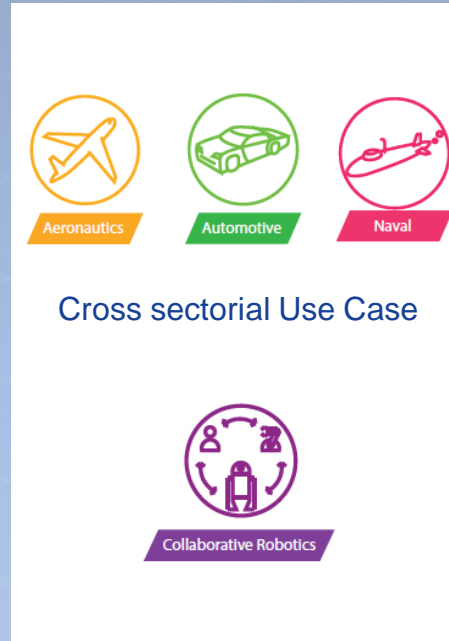 Aeronautics
Automotive
Naval
Cross sectorial Use Case
Collaborative Robotics